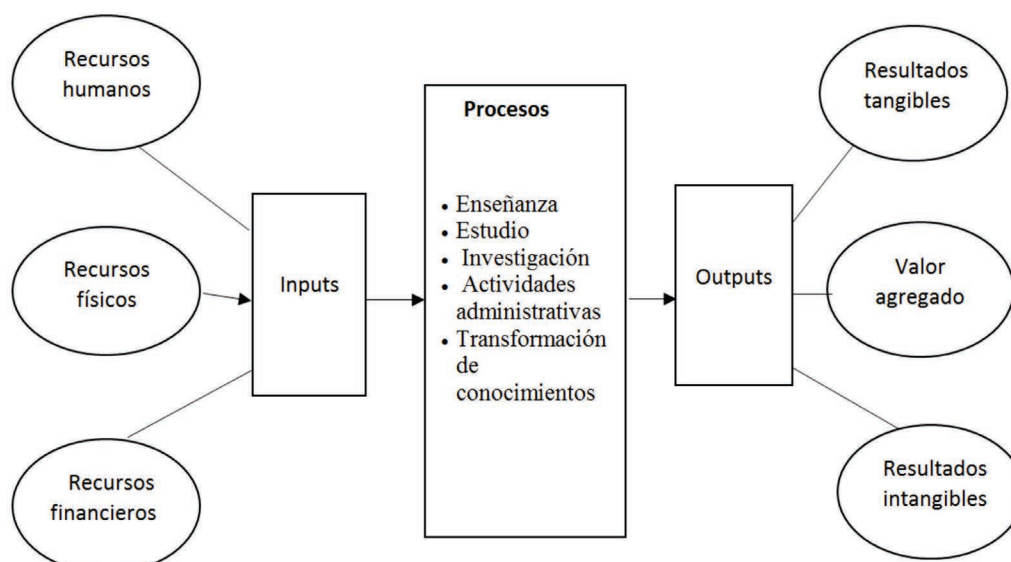 Recursos
humanos
Recursos
físicos
Recursos
financieros
Inputs
Procesos
• Enseñanza
• Estudio
• Investigación
• Actividades
administrativas
• Transformación
de
conocimientos
Outputs
Resultados
tangibles
Valor
agregado
Resultados
intangibles